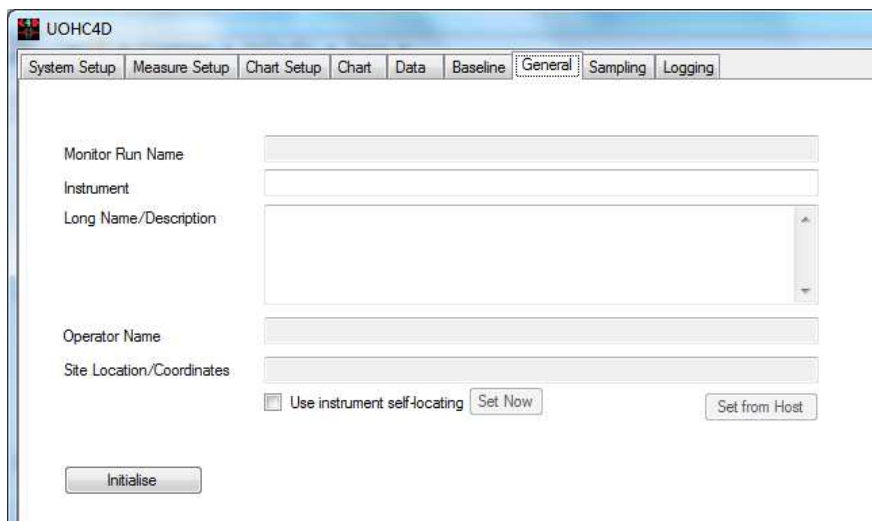 UOHC4D
System Setup Measure Setup Chart Setup Chart Data Baseline General Sampling Logging
Monitor Run Name
Instrument
Long Name/Description
Operator Name
Site Location/Coordinates
Use instrument self-locating Set Now Set from Host
Initialise